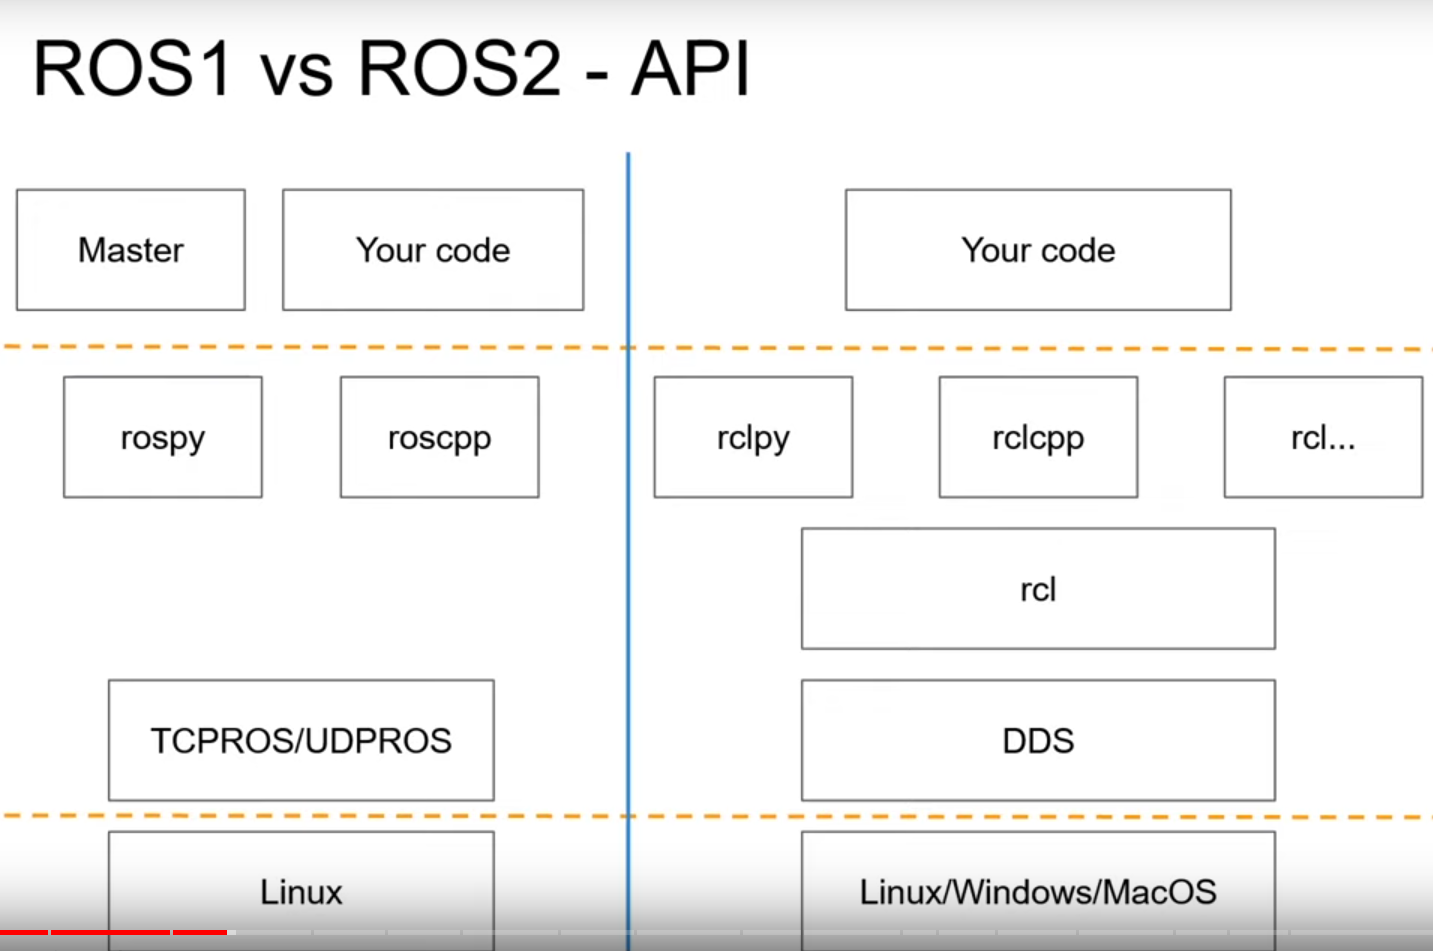 ROS1 vs ROS2 - API
Master
Your code
Your code
rospy
roscpp
rclpy
rclcpp
rcl...
rcl
TCPROS/UDPROS
DDS
Linux
Linux/Windows/MacOS